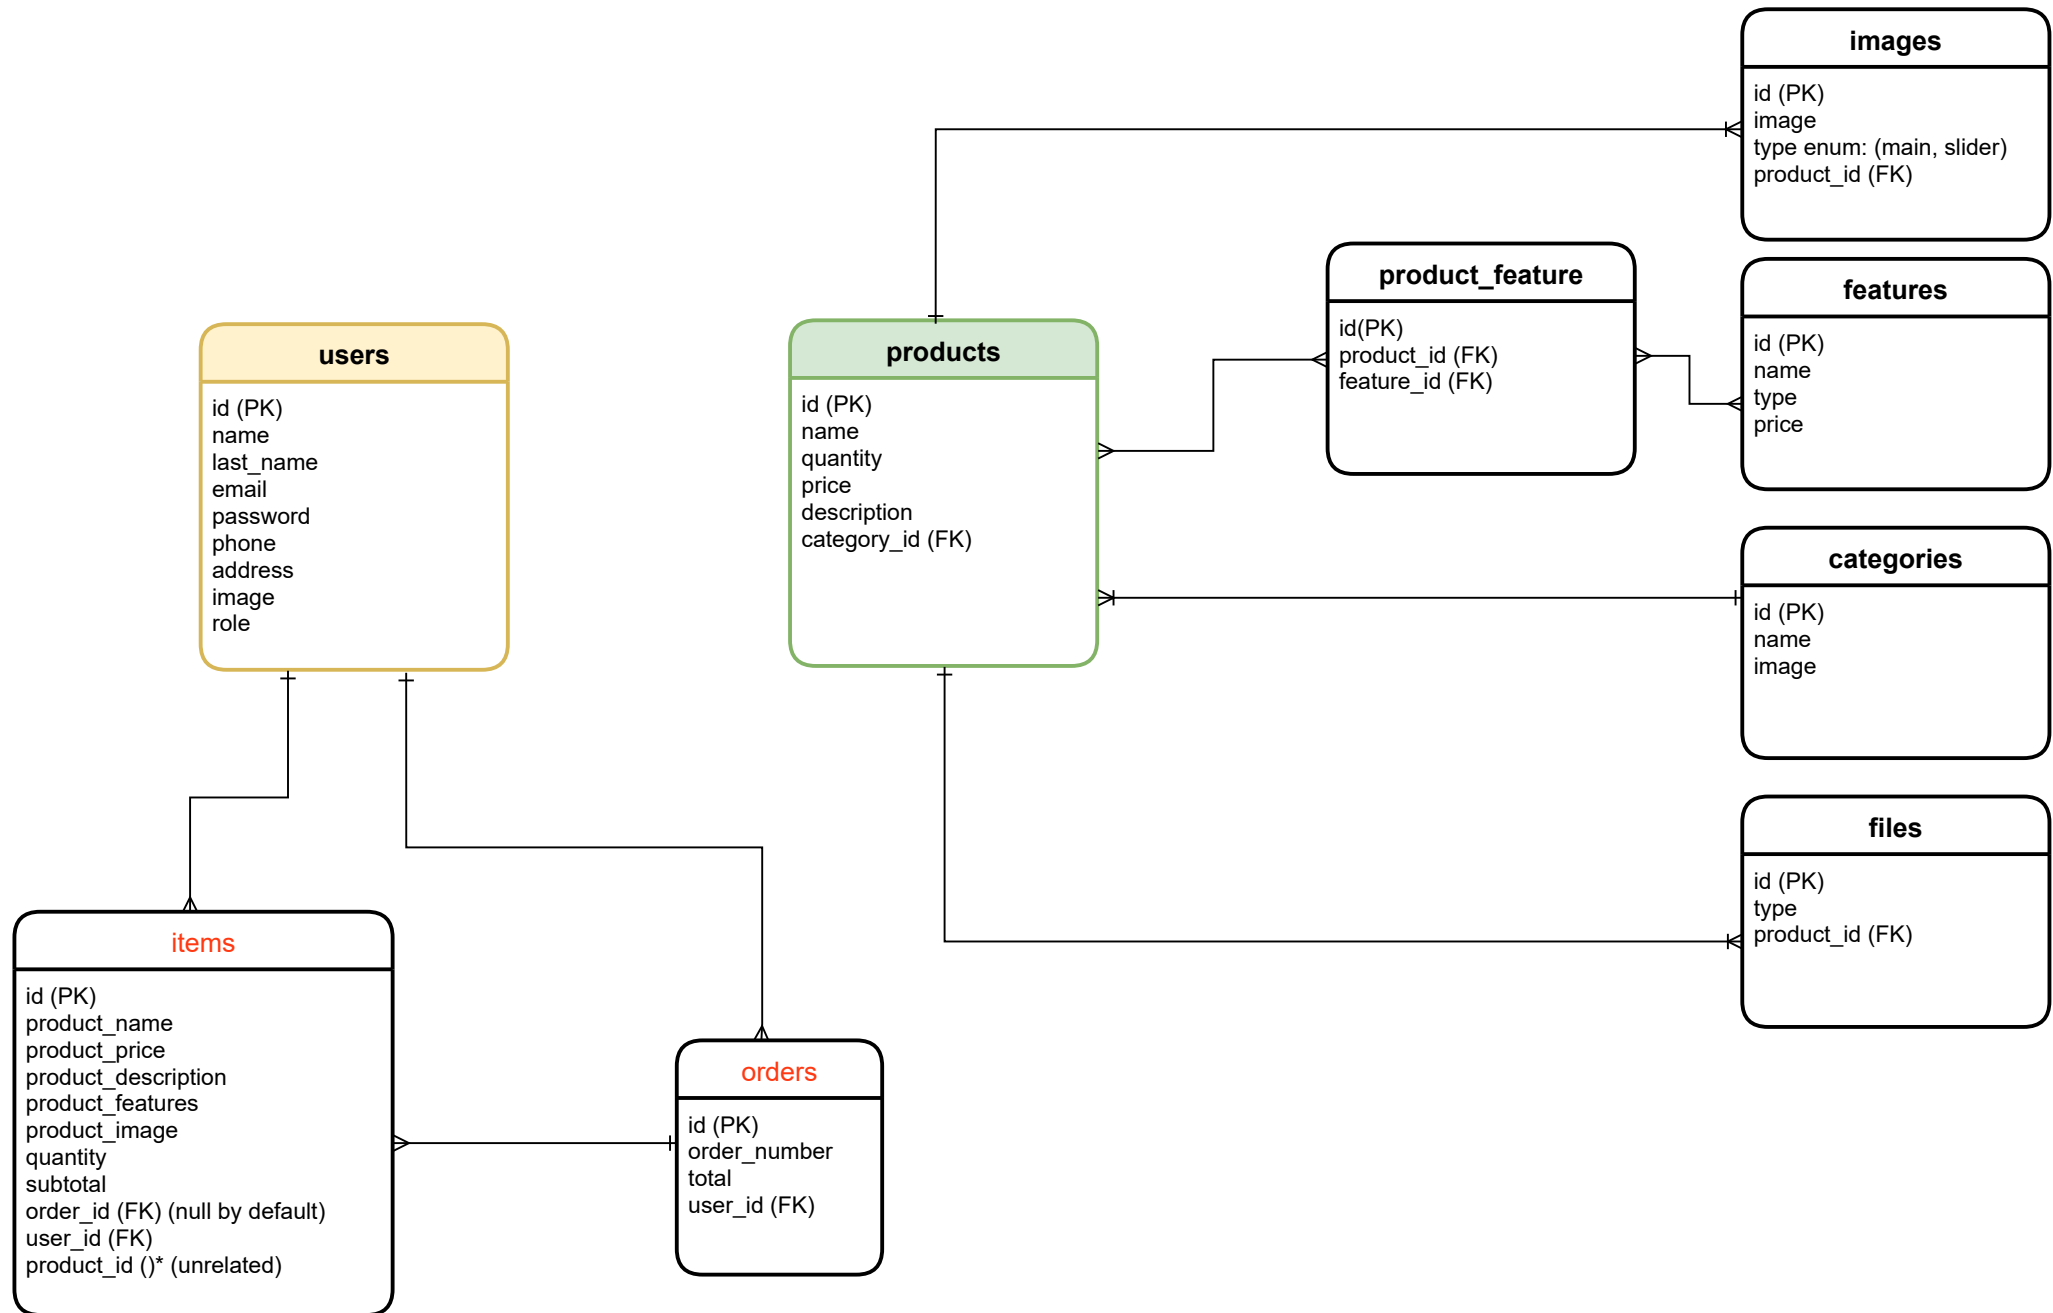 images
id (PK)
image
type enum: (main, slider)
product_id (FK)
product_feature
id(PK)
product_id (FK)
feature_id (FK)
features
id (PK)
name
type
price
users
id (PK)
name
last_name
email
password
phone
address
image
role
products
id (PK)
name
quantity
price
description
category_id (FK)
categories
id (PK)
name
image
files
id (PK)
type
product_id (FK)
items
id (PK)
product_name
product_price
product_description
product_features
product_image
quantity
subtotal
order_id (FK) (null by default)
user_id (FK)
product_id ()* (unrelated)
orders
id (PK)
order_number
total
user_id (FK)